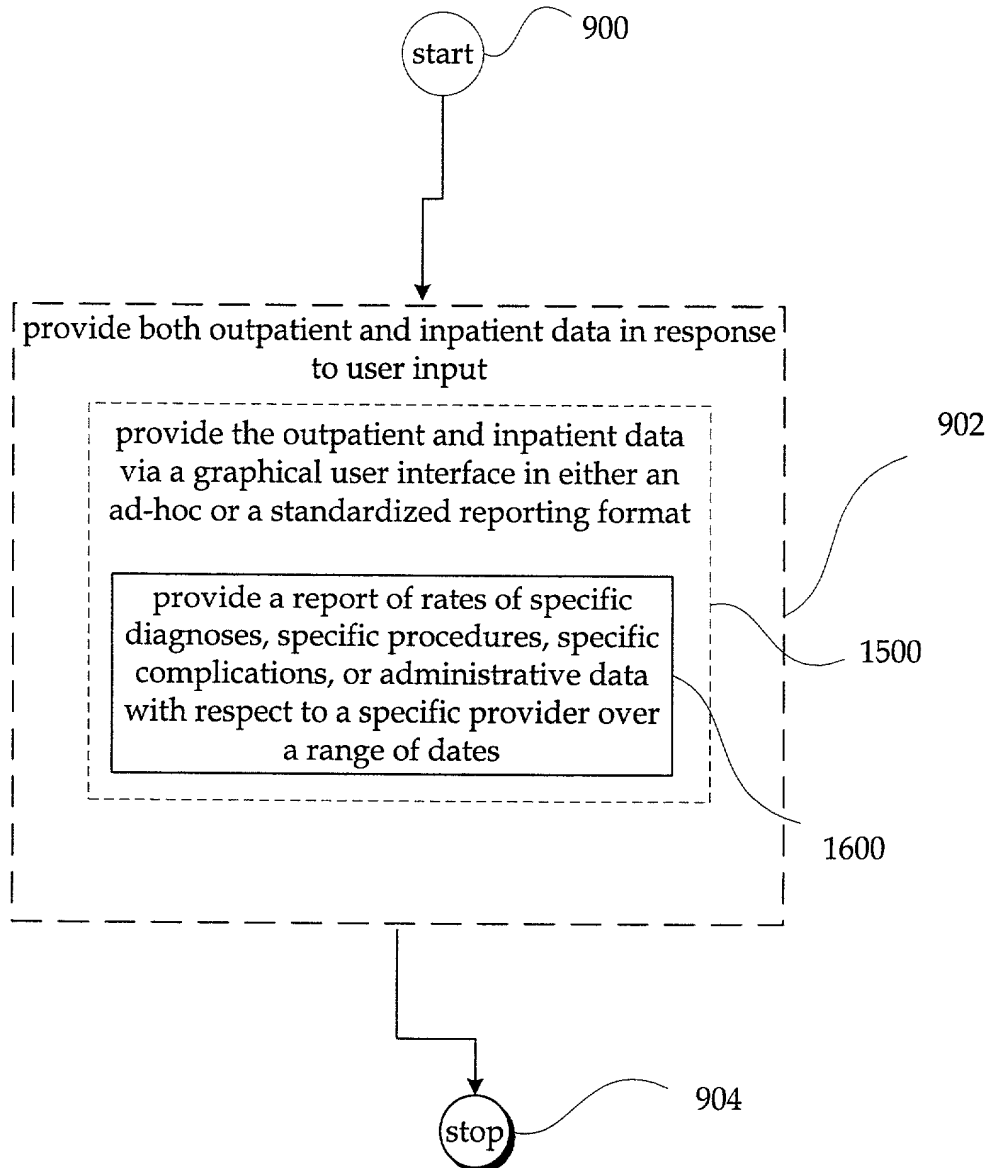 start
900
provide both outpatient and inpatient data in response
to user input
902
provide the outpatient and inpatient data
via a graphical user interface in either an
ad-hoc or a standardized reporting format
1500
provide a report of rates of specific
diagnoses, specific procedures, specific
complications, or administrative data
with respect to a specific provider over
a range of dates
1600
904
stop